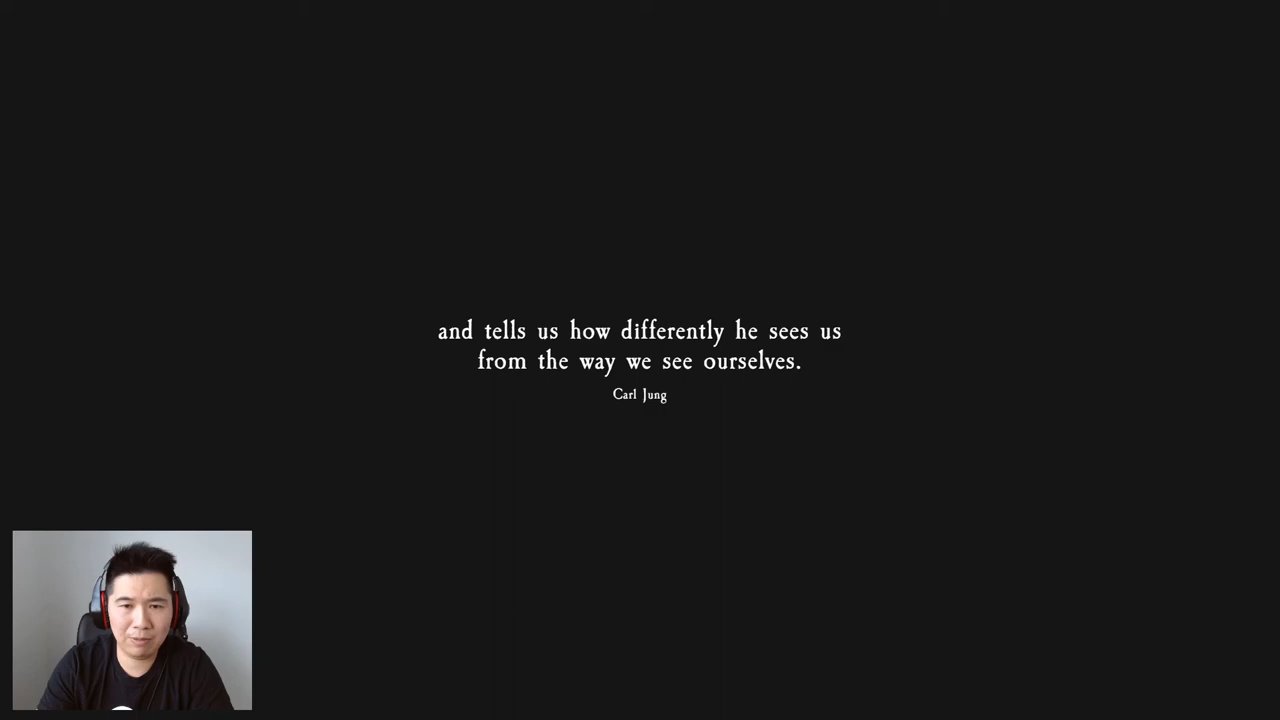 and tells us how differently he sees us
from the way we see ourselves.
Carl Jung